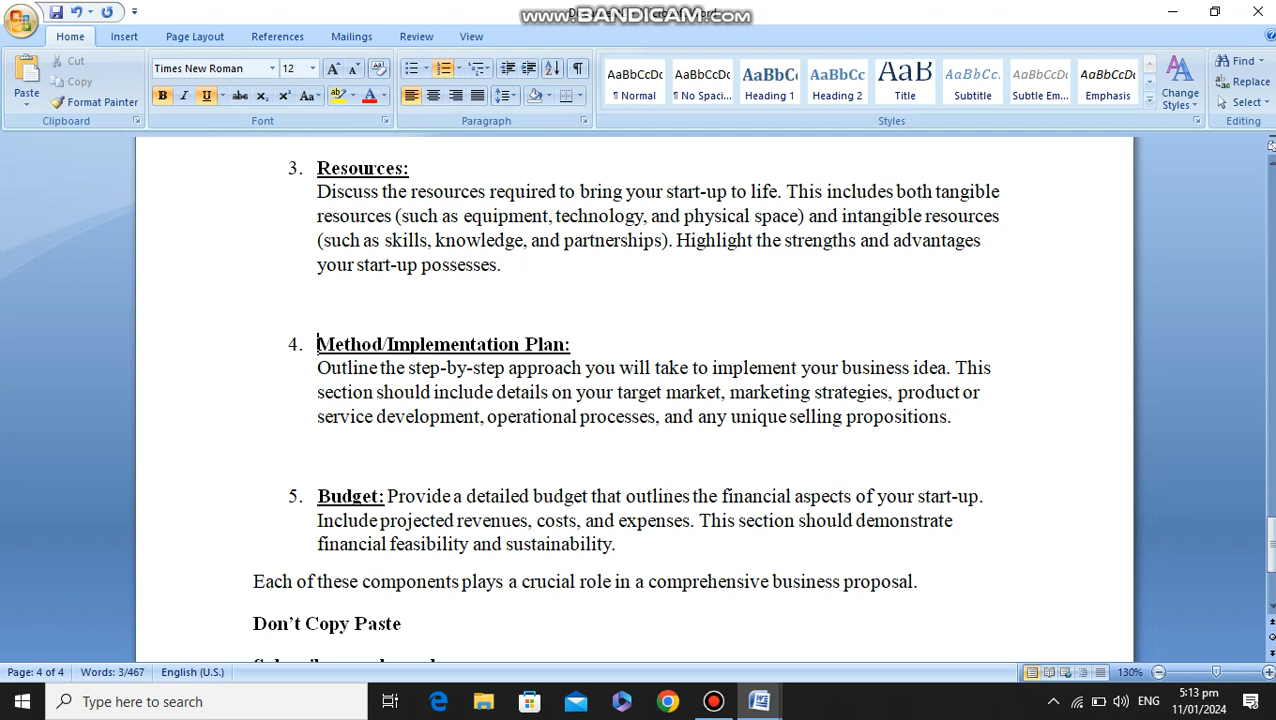 www.BANDICAM.com
Home Insert Page Layout References Mailings Review View
Paste
Cut
Copy
Format Painter
Clipboard
Times New Roman 12
Font
Paragraph
AaBbCcDc AaBbCcDc AaBbCc AaBbCc AaB AaBbCc. AaBbCcDc AaBbCcDc
¶ Normal ¶ No Spaci... Heading 1 Heading 2 Title Subtitle Subtle Em... Emphasis
Change Styles
Styles
Find
Replace
Select
Editing
3. Resources:
Discuss the resources required to bring your start-up to life. This includes both tangible
resources (such as equipment, technology, and physical space) and intangible resources
(such as skills, knowledge, and partnerships). Highlight the strengths and advantages
your start-up possesses.
4. Method/Implementation Plan:
Outline the step-by-step approach you will take to implement your business idea. This
section should include details on your target market, marketing strategies, product or
service development, operational processes, and any unique selling propositions.
5. Budget: Provide a detailed budget that outlines the financial aspects of your start-up.
Include projected revenues, costs, and expenses. This section should demonstrate
financial feasibility and sustainability.
Each of these components plays a crucial role in a comprehensive business proposal.
Don't Copy Paste
Page: 4 of 4 Words: 3/467 English (U.S.) 130%
Type here to search
ENG
5:13 pm
11/01/2024